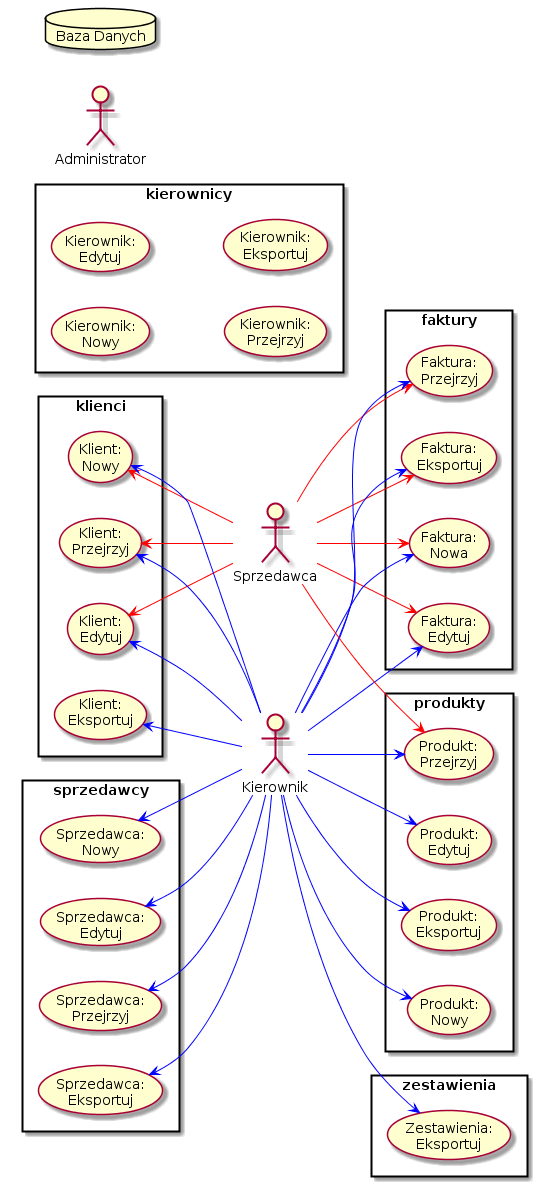 Baza Danych
Administrator
kierownicy
Kierownik:
Edytuj
Kierownik:
Eksportuj
Kierownik:
Nowy
Kierownik:
Przejrzyj
klienci
Klient:
Nowy
Klient:
Przejrzyj
Klient:
Edytuj
Klient:
Eksportuj
Sprzedawca
Kierownik
faktury
Faktura:
Przejrzyj
Faktura:
Eksportuj
Faktura:
Nowa
Faktura:
Edytuj
produkty
Produkt:
Przejrzyj
Produkt:
Edytuj
Produkt:
Eksportuj
Produkt:
Nowy
sprzedawcy
Sprzedawca:
Nowy
Sprzedawca:
Edytuj
Sprzedawca:
Przejrzyj
Sprzedawca:
Eksportuj
zestawienia
Zestawienia:
Eksportuj